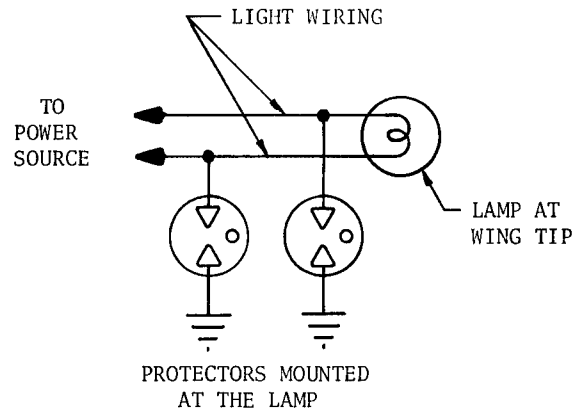 LIGHT WIRING
TO
POWER
SOURCE
LAMP AT
WING TIP
PROTECTORS MOUNTED
AT THE LAMP